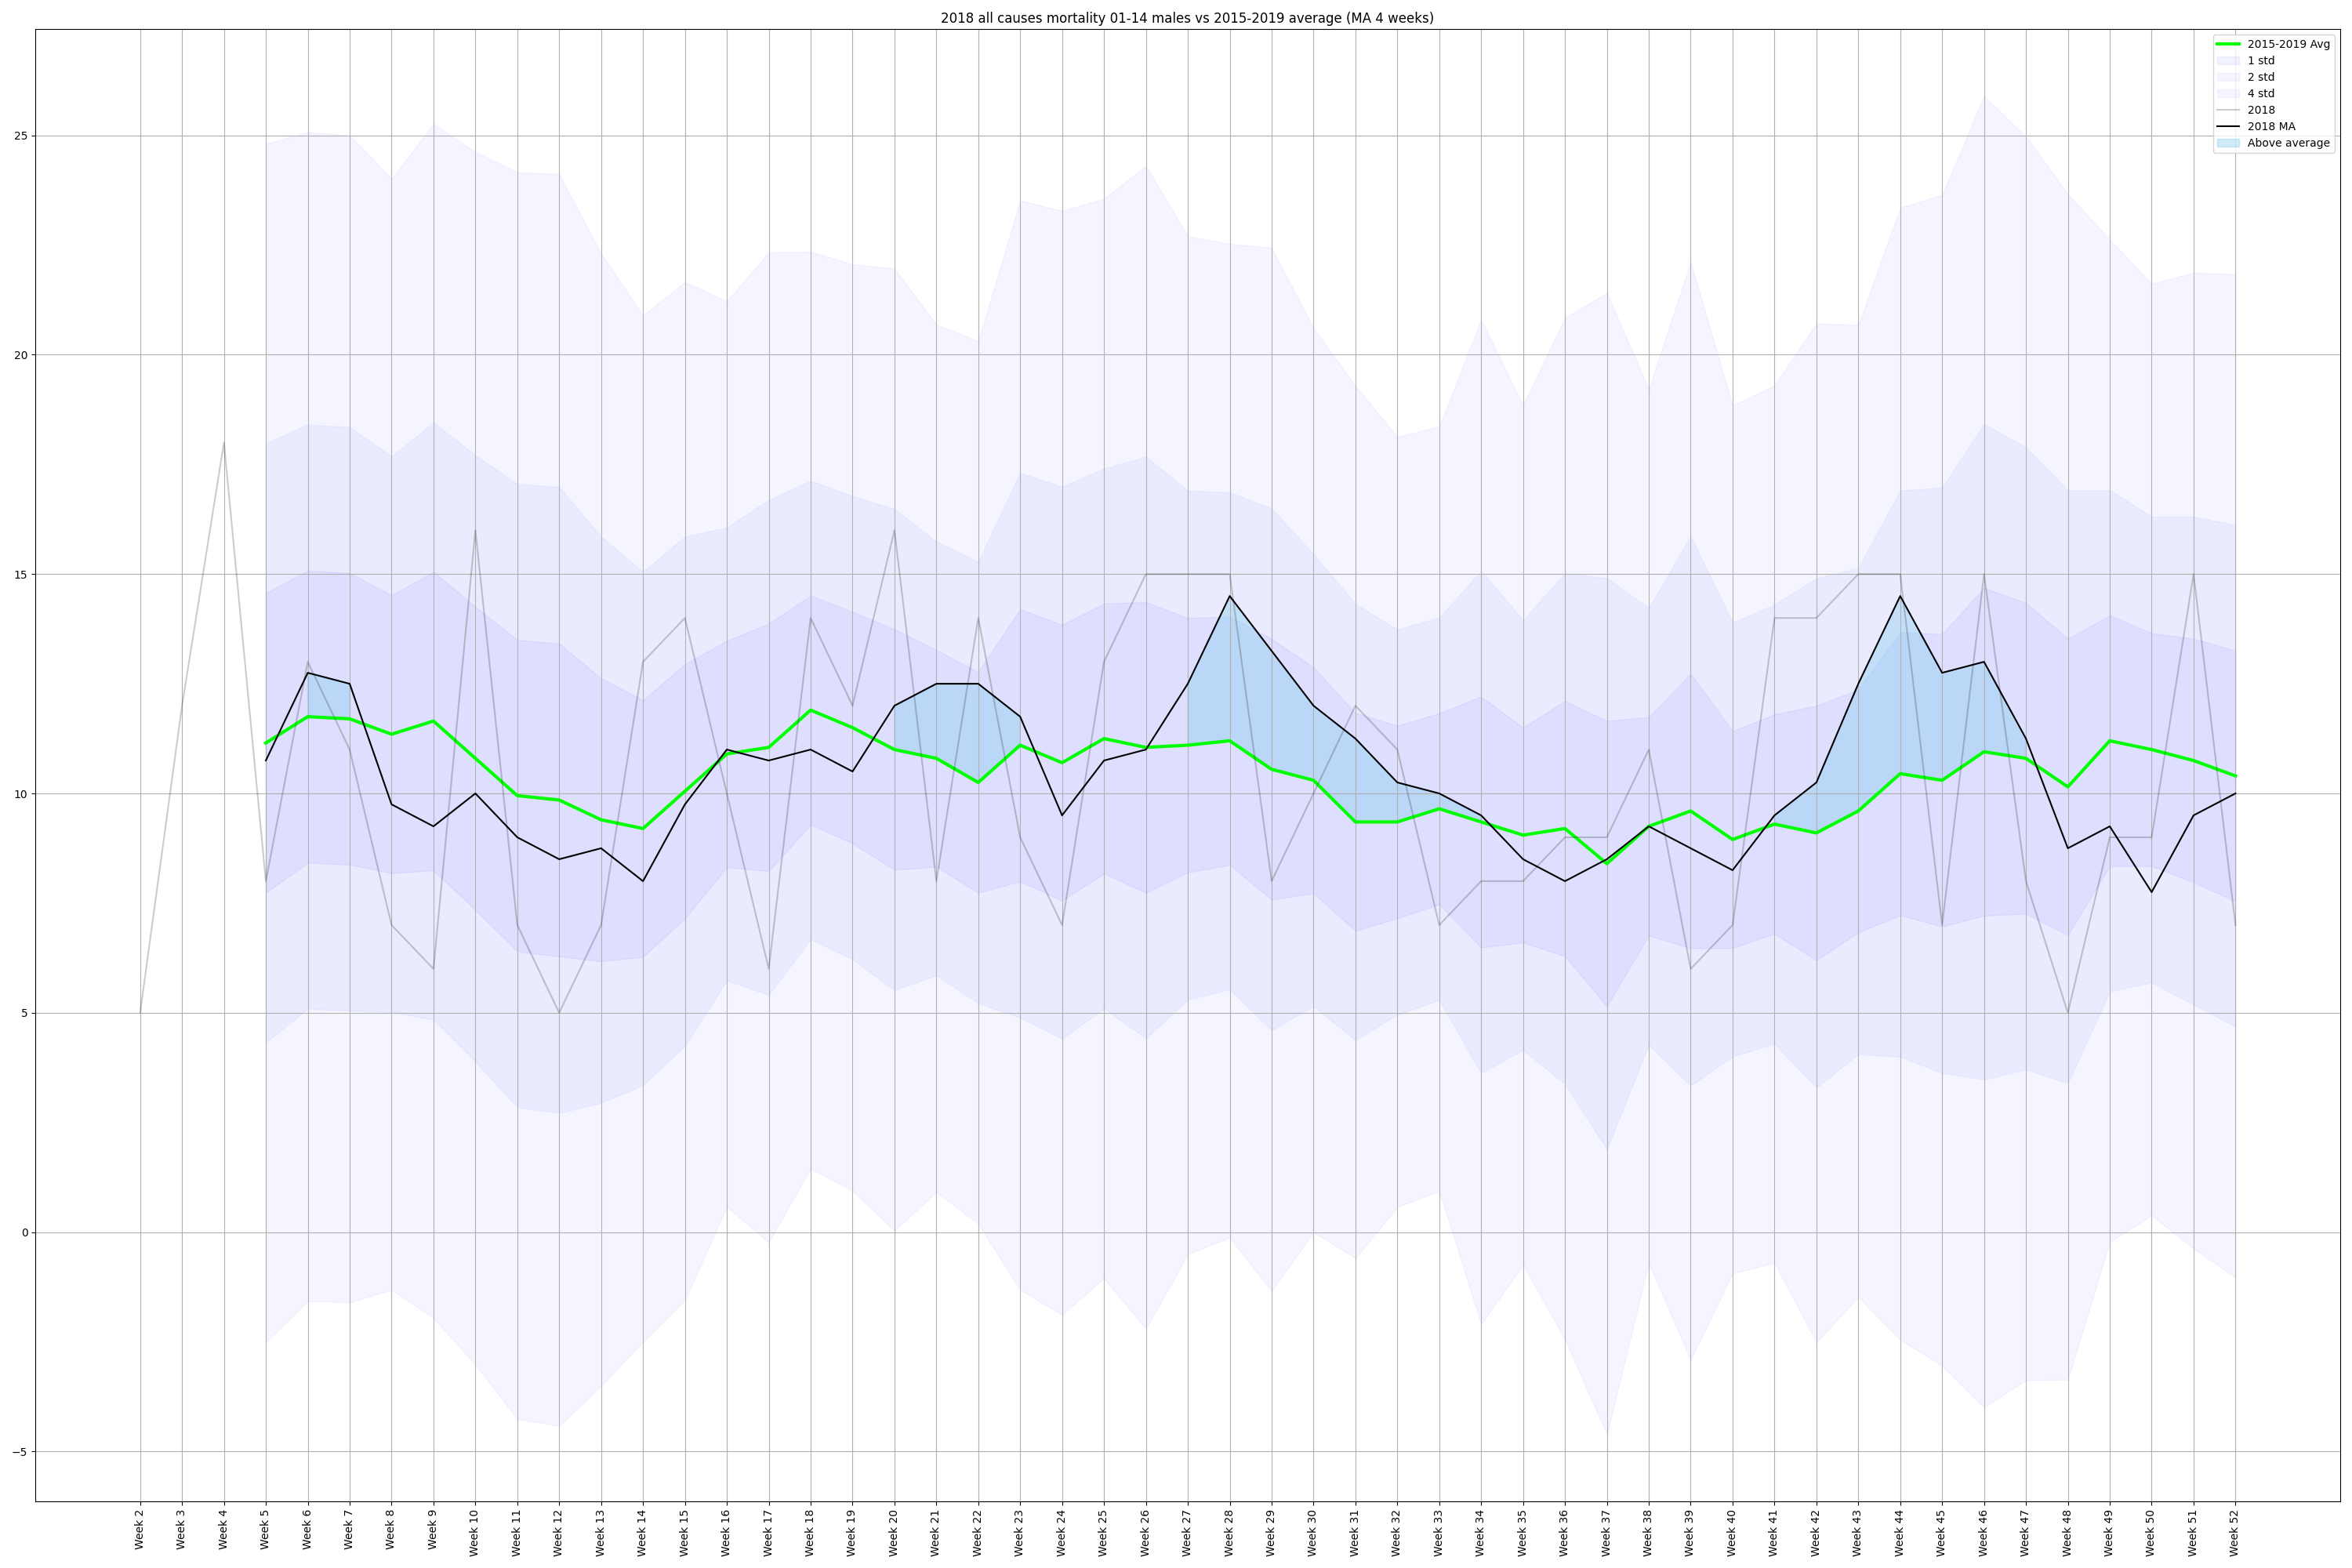 2018 all causes mortality 01-14 males vs 2015-2019 average (MA 4 weeks)
2015-2019 Avg
1 std
2 std
4 std
2018
2018 MA
Above average
25
20
15
10
5
0
−5
Week 2
Week 3
Week 4
Week 5
Week 6
Week 7
Week 8
Week 9
Week 10
Week 11
Week 12
Week 13
Week 14
Week 15
Week 16
Week 17
Week 18
Week 19
Week 20
Week 21
Week 22
Week 23
Week 24
Week 25
Week 26
Week 27
Week 28
Week 29
Week 30
Week 31
Week 32
Week 33
Week 34
Week 35
Week 36
Week 37
Week 38
Week 39
Week 40
Week 41
Week 42
Week 43
Week 44
Week 45
Week 46
Week 47
Week 48
Week 49
Week 50
Week 51
Week 52